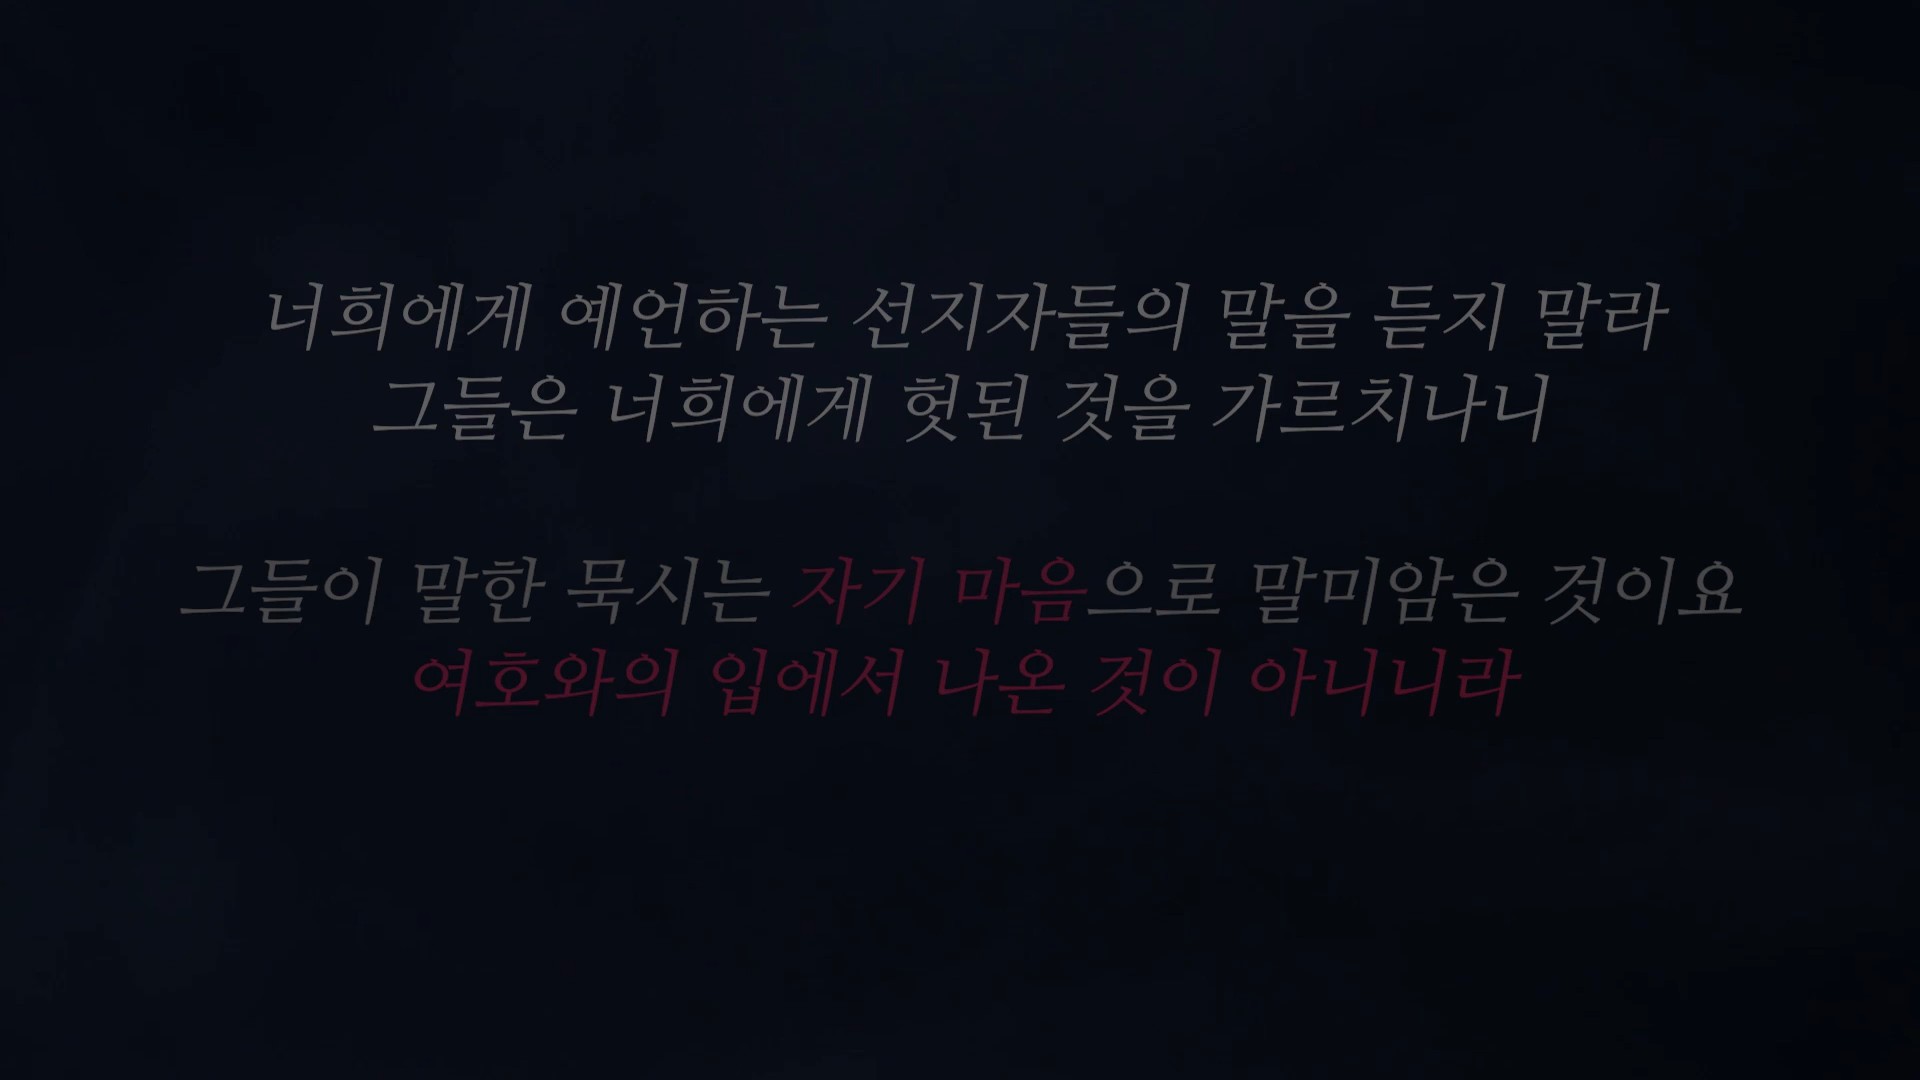 너희에게 예언하는 선지자들의 말을 듣지 말라
그들은 너희에게 헛된 것을 가르치나니
그들이 말한 묵시는 자기 마음으로 말미암은 것이요
여호와의 입에서 나온 것이 아니니라